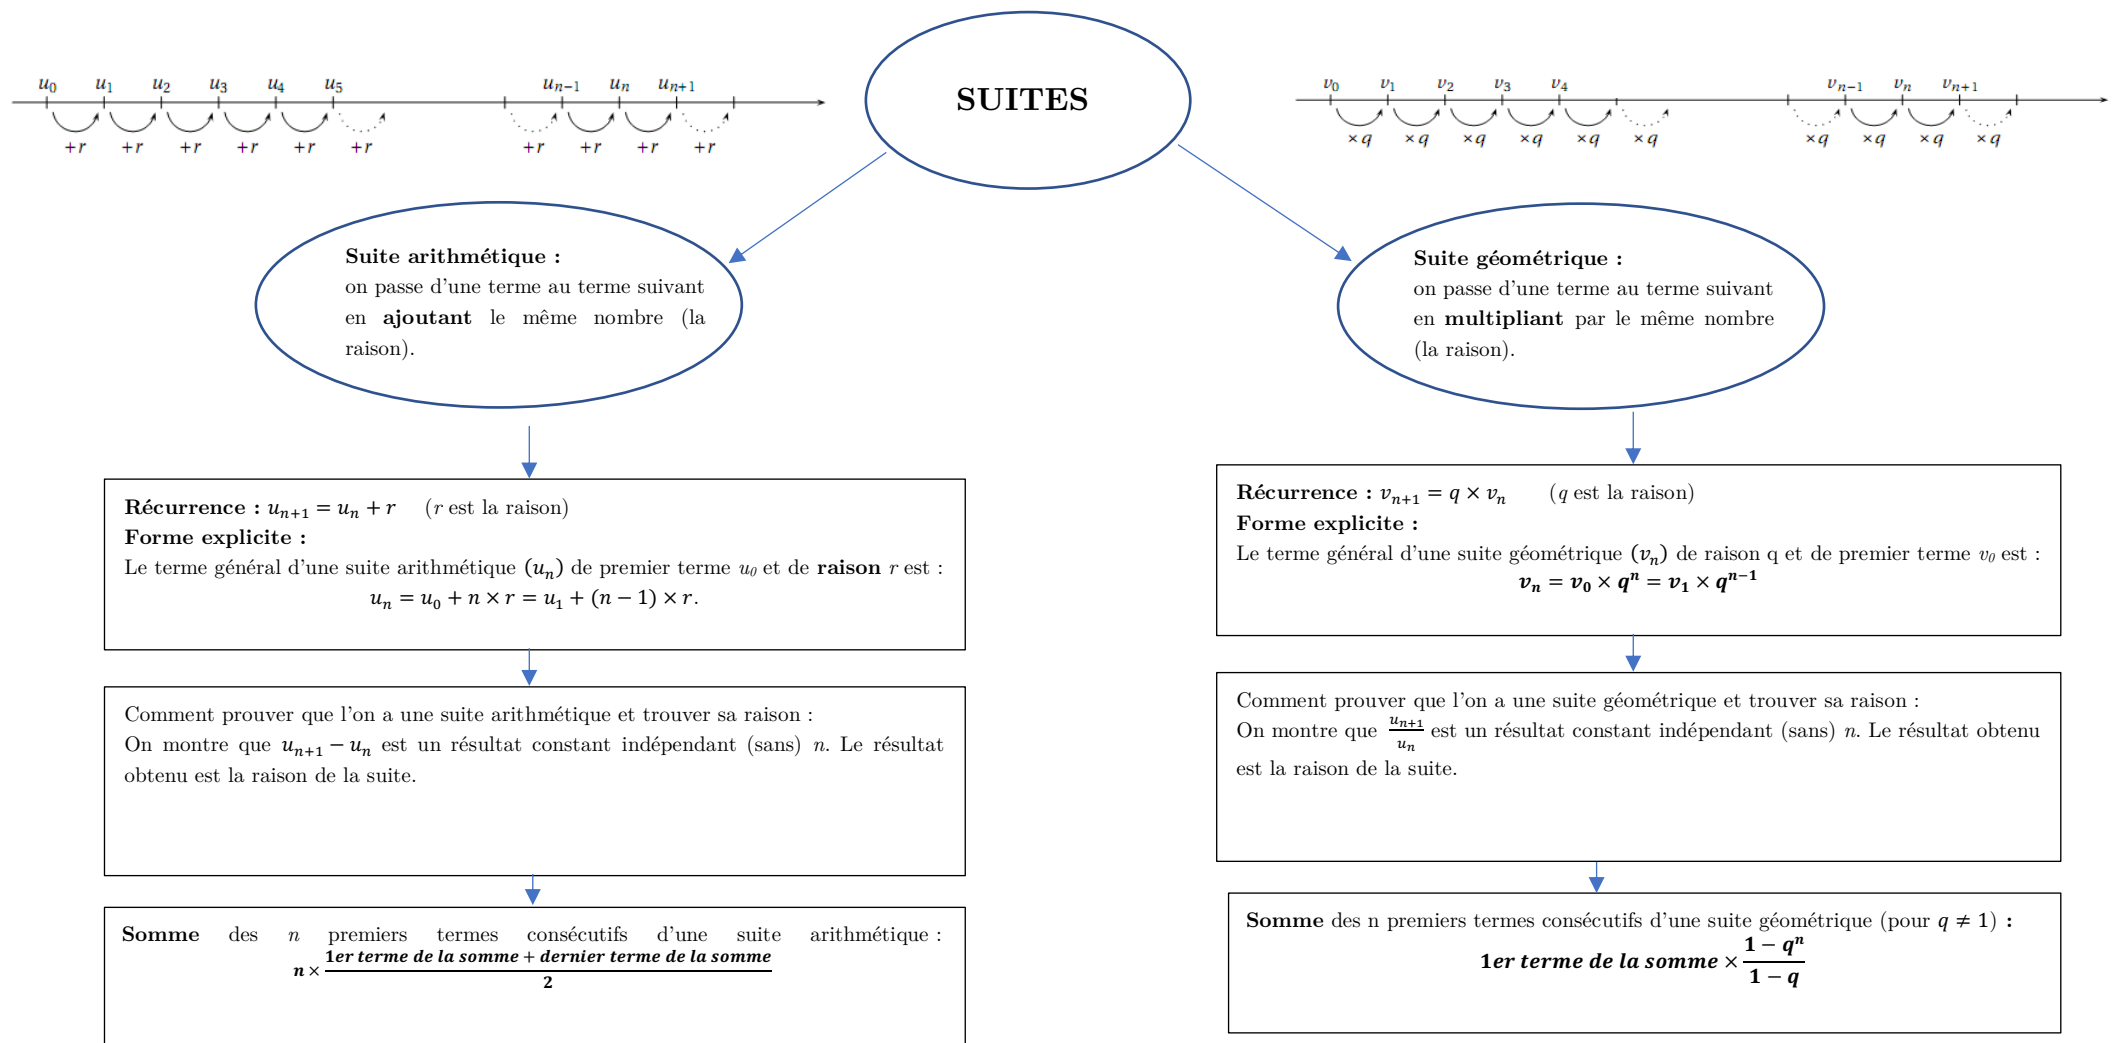 SUITES
u0 u1 u2 u3 u4 u5 un−1 un un+1
+r +r +r +r +r +r +r +r +r +r
v0 v1 v2 v3 v4 vn−1 vn vn+1
×q ×q ×q ×q ×q ×q ×q ×q ×q ×q
Suite arithmétique :
on passe d'une terme au terme suivant
en ajoutant le même nombre (la
raison).
Suite géométrique :
on passe d'une terme au terme suivant
en multipliant par le même nombre
(la raison).
Récurrence : uₙ₊₁ = uₙ + r (r est la raison)
Forme explicite :
Le terme général d'une suite arithmétique (uₙ) de premier terme u₀ et de raison r est :
uₙ = u₀ + n × r = u₁ + (n − 1) × r.
Récurrence : vₙ₊₁ = q × vₙ (q est la raison)
Forme explicite :
Le terme général d'une suite géométrique (vₙ) de raison q et de premier terme v₀ est :
vₙ = v₀ × qⁿ = v₁ × qⁿ⁻¹
Comment prouver que l'on a une suite arithmétique et trouver sa raison :
On montre que uₙ₊₁ − uₙ est un résultat constant indépendant (sans) n. Le résultat
obtenu est la raison de la suite.
Comment prouver que l'on a une suite géométrique et trouver sa raison :
On montre que uₙ₊₁/uₙ est un résultat constant indépendant (sans) n. Le résultat obtenu
est la raison de la suite.
Somme des n premiers termes consécutifs d'une suite arithmétique :
n × (1er terme de la somme + dernier terme de la somme)/2
Somme des n premiers termes consécutifs d'une suite géométrique (pour q ≠ 1) :
1er terme de la somme × (1 − qⁿ)/(1 − q)